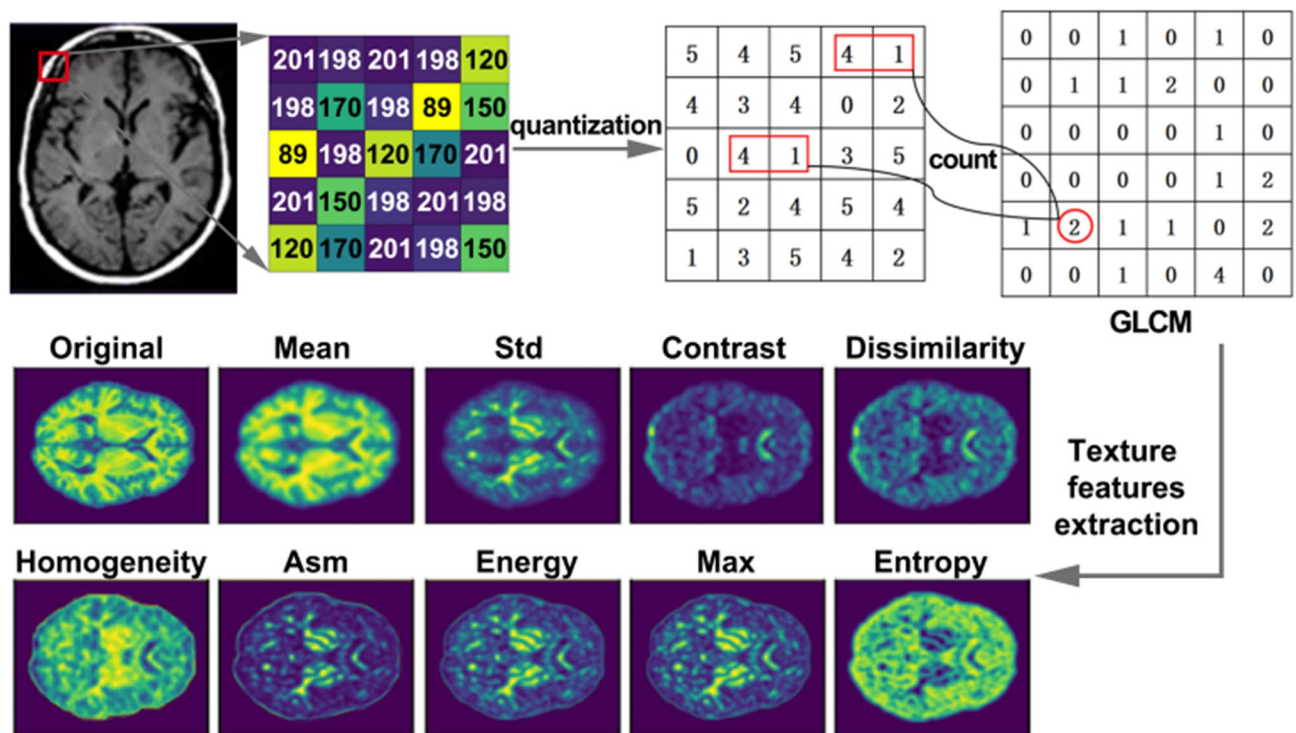 201 198 201 198 120
198 170 198 89 150
89 198 120 170 201
201 150 198 201 198
120 170 201 198 150
quantization
5 4 5 4 1
4 3 4 0 2
0 4 1 3 5
5 2 4 5 4
1 3 5 4 2
count
0 0 1 0 1 0
0 1 1 2 0 0
0 0 0 0 1 0
0 0 0 0 1 2
1 2 1 1 0 2
0 0 1 0 4 0
GLCM
Original Mean Std Contrast Dissimilarity
Texture
features
extraction
Homogeneity Asm Energy Max Entropy